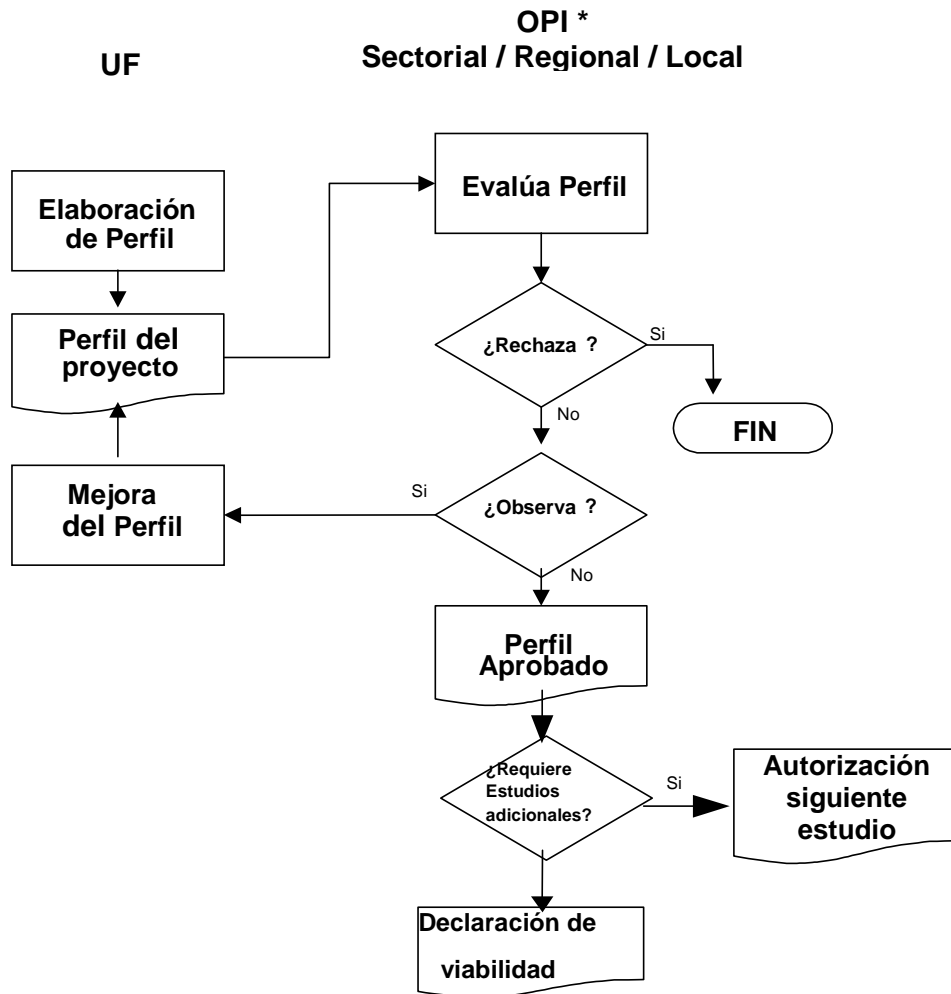 UF
OPI *
Sectorial / Regional / Local
Elaboración
de Perfil
Perfil del
proyecto
Mejora
del Perfil
Evalúa Perfil
¿Rechaza ?
Si
FIN
No
¿Observa ?
Si
No
Perfil
Aprobado
¿Requiere
Estudios
adicionales?
Si
Autorización
siguiente
estudio
Declaración de
viabilidad